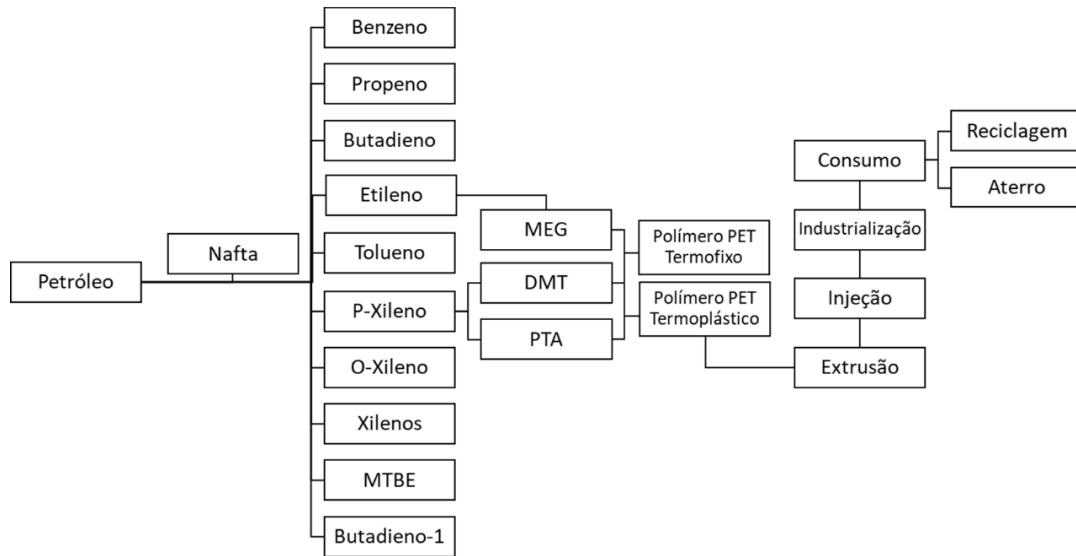 Petróleo
Nafta
Benzeno
Propeno
Butadieno
Etileno
Tolueno
P-Xileno
O-Xileno
Xilenos
MTBE
Butadieno-1
MEG
DMT
PTA
Polímero PET
Termofixo
Polímero PET
Termoplástico
Consumo
Industrialização
Injeção
Extrusão
Reciclagem
Aterro